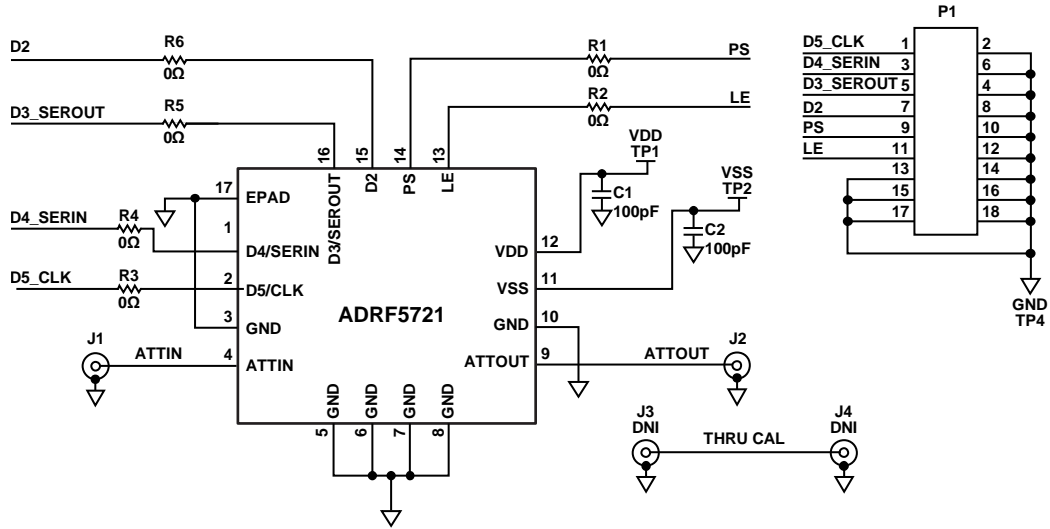 D2
R6
0Ω
D3_SEROUT
R5
0Ω
R1
0Ω
PS
R2
0Ω
LE
D4_SERIN
R4
0Ω
D5_CLK
R3
0Ω
16
15
14
13
D3/SEROUT
D2
PS
LE
17
EPAD
1
D4/SERIN
2
D5/CLK
3
GND
4
ATTIN
ADRF5721
VDD
12
VSS
11
GND
10
ATTOUT
9
GND
GND
GND
GND
5
6
7
8
VDD
TP1
C1
100pF
VSS
TP2
C2
100pF
J1
ATTIN
ATTOUT
J2
J3
DNI
THRU CAL
J4
DNI
P1
D5_CLK 1 2
D4_SERIN 3 6
D3_SEROUT 5 4
D2 7 8
PS 9 10
LE 11 12
13 14
15 16
17 18
GND
TP4